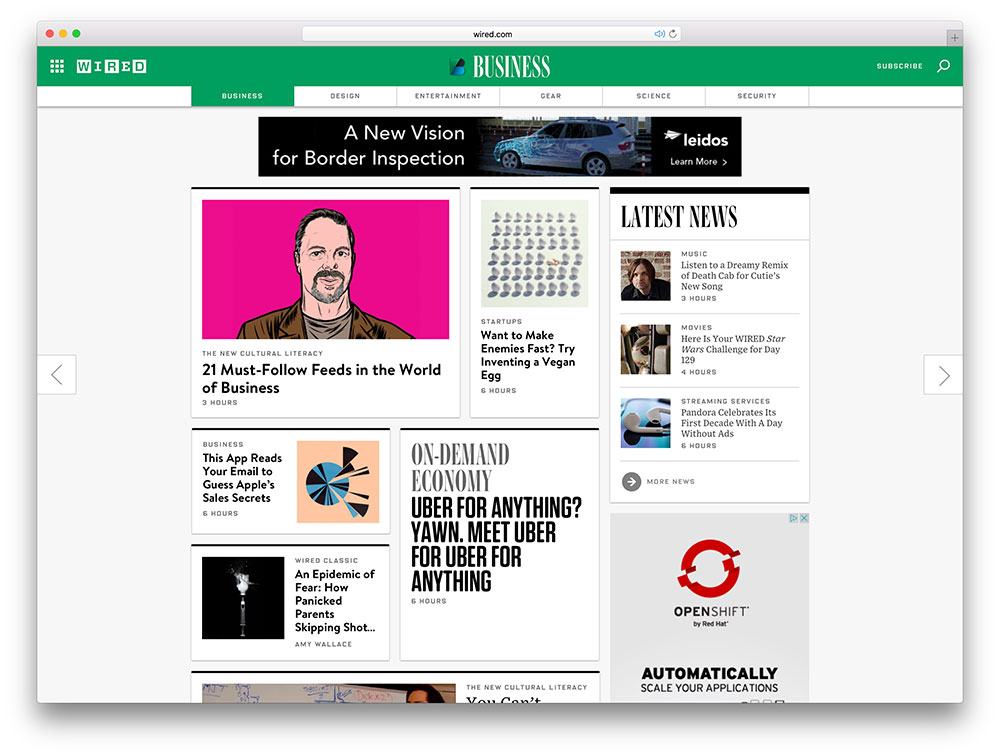 wired.com
WIRED
BUSINESS
SUBSCRIBE
BUSINESS
DESIGN
ENTERTAINMENT
GEAR
SCIENCE
SECURITY
A New Vision
for Border Inspection
leidos
Learn More >
THE NEW CULTURAL LITERACY
21 Must-Follow Feeds in the World
of Business
3 HOURS
STARTUPS
Want to Make
Enemies Fast? Try
Inventing a Vegan
Egg
6 HOURS
LATEST NEWS
MUSIC
Listen to a Dreamy Remix
of Death Cab for Cutie's
New Song
3 HOURS
MOVIES
Here Is Your WIRED Star
Wars Challenge for Day
129
4 HOURS
STREAMING SERVICES
Pandora Celebrates Its
First Decade With A Day
Without Ads
6 HOURS
MORE NEWS
BUSINESS
This App Reads
Your Email to
Guess Apple's
Sales Secrets
6 HOURS
ON-DEMAND
ECONOMY
UBER FOR ANYTHING?
YAWN. MEET UBER
FOR UBER FOR
ANYTHING
6 HOURS
WIRED CLASSIC
An Epidemic of
Fear: How
Panicked
Parents
Skipping Shot...
AMY WALLACE
OPENSHIFT
by Red Hat®
AUTOMATICALLY
SCALE YOUR APPLICATIONS
THE NEW CULTURAL LITERACY
You Can't